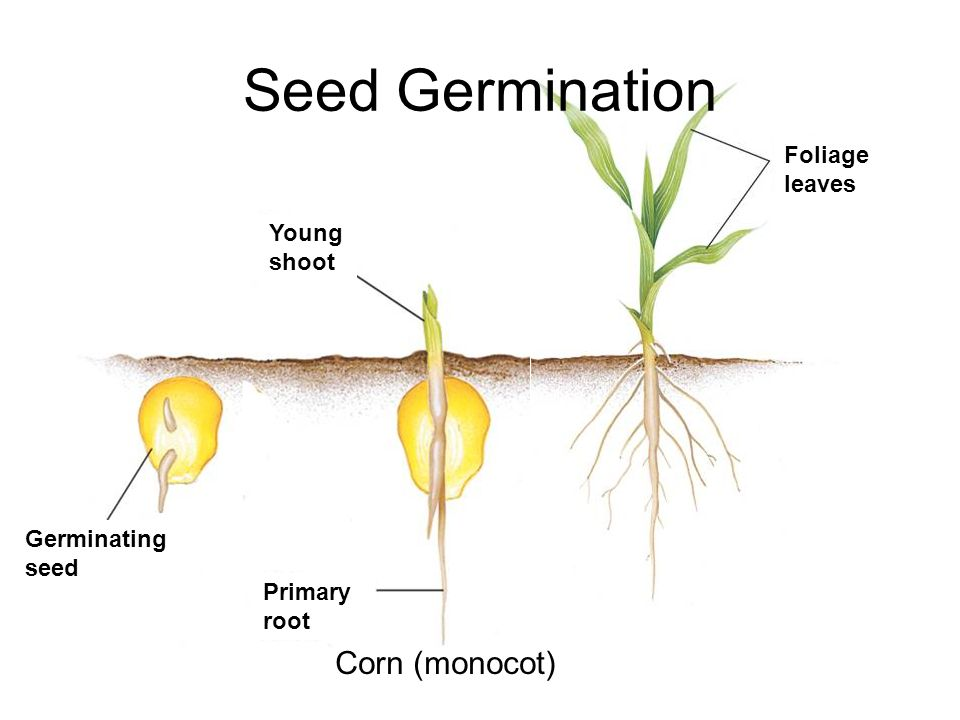 Seed Germination
Foliage
leaves
Young
shoot
Germinating
seed
Primary
root
Corn (monocot)